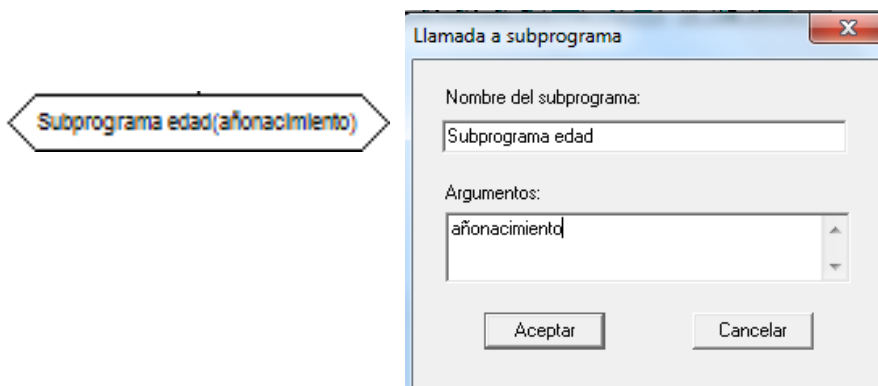 Subprograma edad(añonacimiento)
Llamada a subprograma
Nombre del subprograma:
Subprograma edad
Argumentos:
añonacimiento
Aceptar
Cancelar